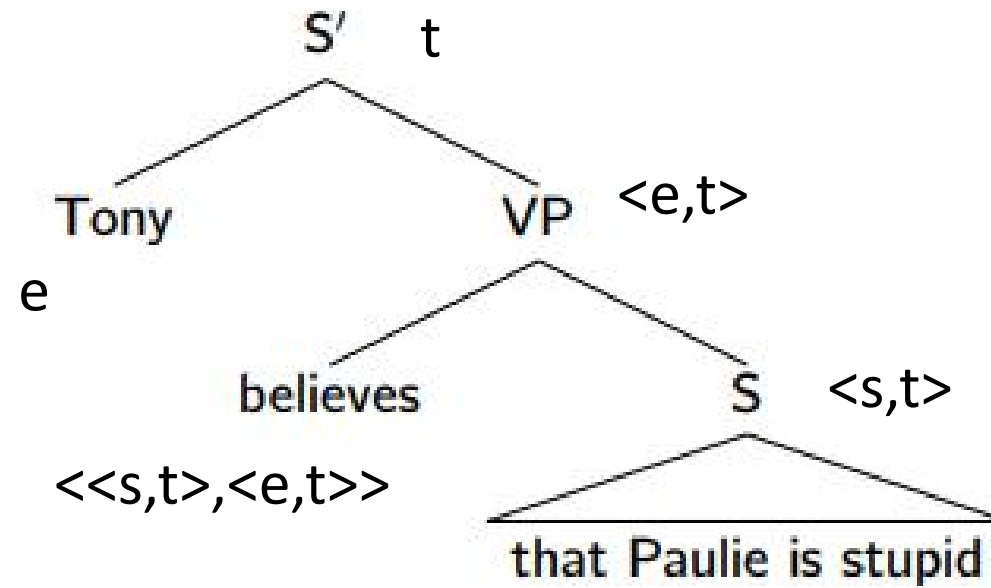 S′ t
Tony VP <e,t>
e
believes S <s,t>
<<s,t>,<e,t>>
that Paulie is stupid